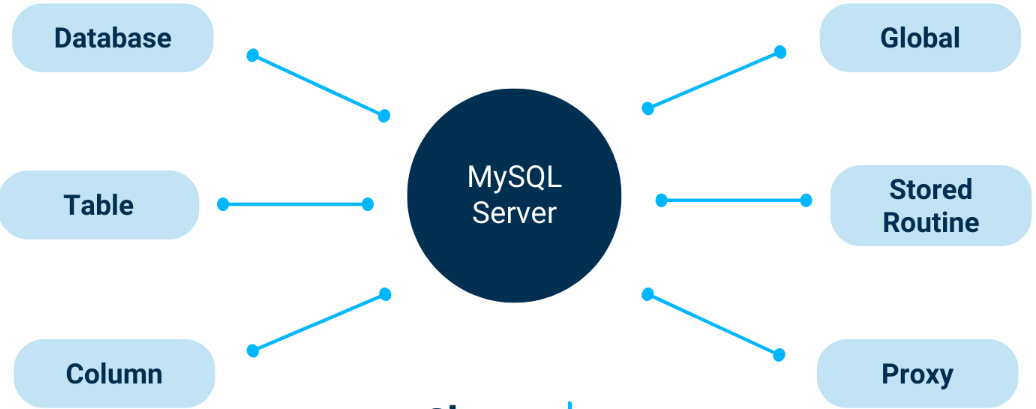 Database
Global
MySQL
Server
Table
Stored
Routine
Column
Proxy